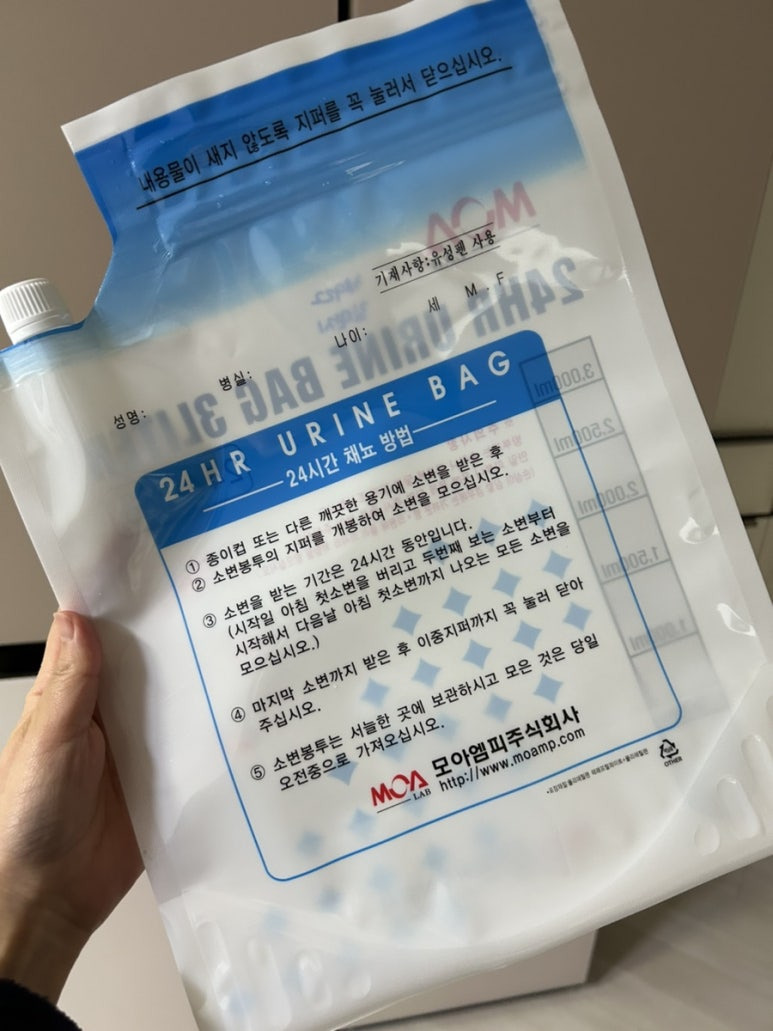 내용물이 새지 않도록 지퍼를 꼭 눌러서 닫으십시오.
MOA
기재사항:유성펜 사용
성명: 병실: 나이: 세 M . F
24HR URINE BAG 3L
24HR URINE BAG
24시간 채뇨 방법
① 종이컵 또는 다른 깨끗한 용기에 소변을 받은 후
② 소변봉투의 지퍼를 개봉하여 소변을 모으십시오.
③ 소변을 받는 기간은 24시간 동안입니다.
(시작일 아침 첫소변을 버리고 두번째 보는 소변부터
시작해서 다음날 아침 첫소변까지 나오는 모든 소변을
모으십시오.)
④ 마지막 소변까지 받은 후 이중지퍼까지 꼭 눌러 닫아
주십시오.
⑤ 소변봉투는 서늘한 곳에 보관하시고 모은 것은 당일
오전중으로 가져오십시오.
MOA LAB 모아엠피주식회사
http://www.moamp.com
OTHER
3,000ml
2,500ml
2,000ml
1,500ml